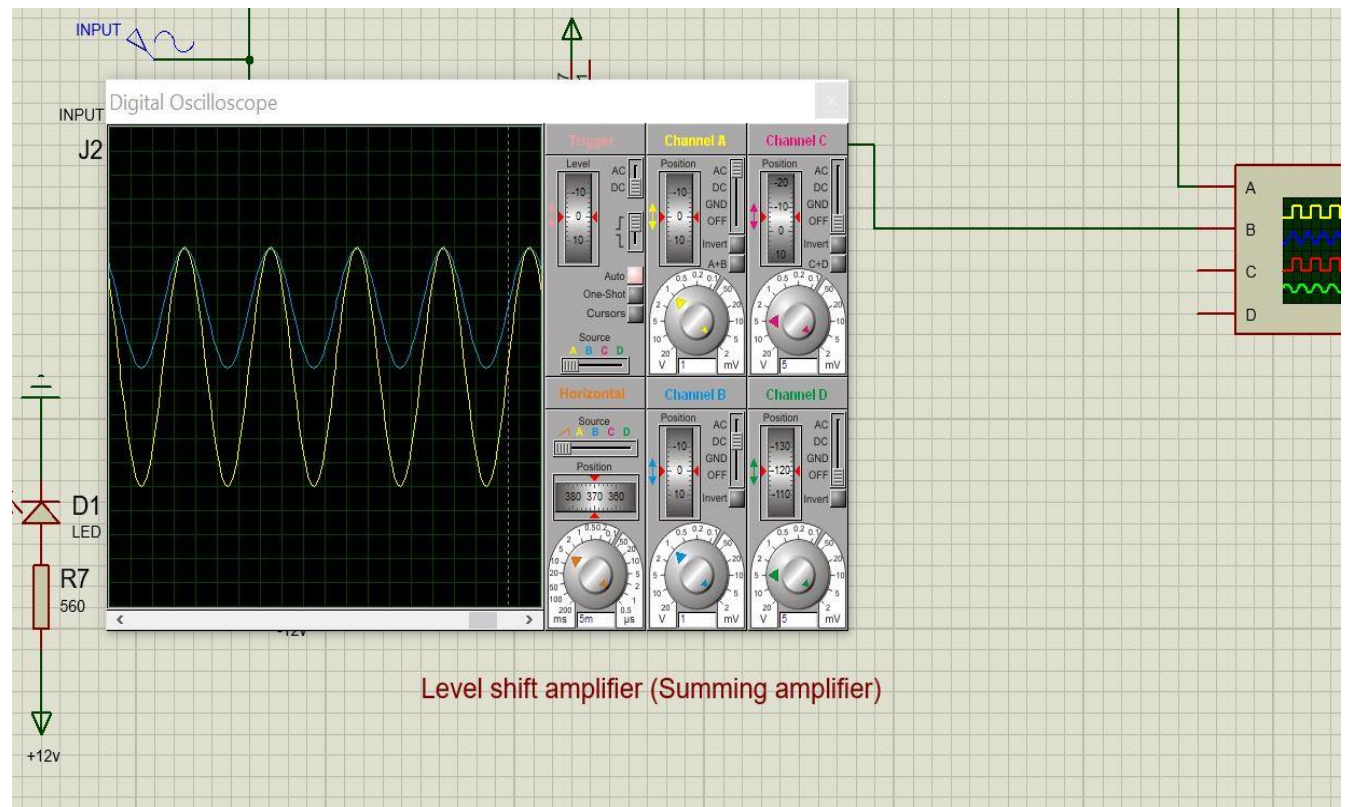 INPUT
INPUT
J2
Digital Oscilloscope
Trigger
Level
AC
DC
-10
0
10
Auto
One-Shot
Cursors
Source
A B C D
Channel A
Position
AC
DC
GND
OFF
-10
0
10
Invert
A+B
V 1 mV
Channel C
Position
AC
DC
GND
OFF
-20
-10
0
10
Invert
C+D
V 5 mV
Horizontal
Source
A B C D
Position
380 370 360
ms 5m µs
Channel B
Position
AC
DC
GND
OFF
-10
0
10
Invert
V 1 mV
Channel D
Position
AC
DC
GND
OFF
-130
-120
-110
Invert
V 5 mV
A
B
C
D
D1
LED
R7
560
+12v
Level shift amplifier (Summing amplifier)